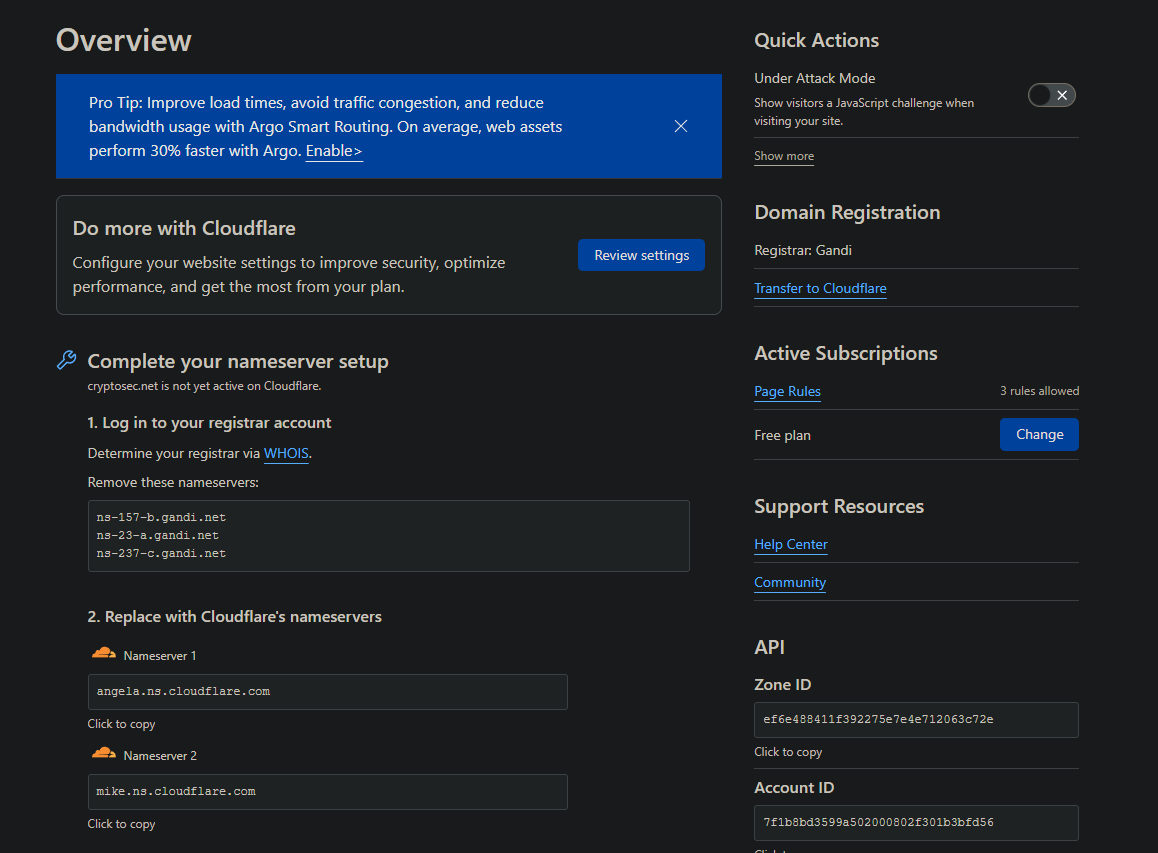 Overview
Pro Tip: Improve load times, avoid traffic congestion, and reduce
bandwidth usage with Argo Smart Routing. On average, web assets
perform 30% faster with Argo. Enable>
Do more with Cloudflare
Configure your website settings to improve security, optimize
performance, and get the most from your plan.
Review settings
Complete your nameserver setup
cryptosec.net is not yet active on Cloudflare.
1. Log in to your registrar account
Determine your registrar via WHOIS.
Remove these nameservers:
ns-157-b.gandi.net
ns-23-a.gandi.net
ns-237-c.gandi.net
2. Replace with Cloudflare's nameservers
Nameserver 1
angela.ns.cloudflare.com
Click to copy
Nameserver 2
mike.ns.cloudflare.com
Click to copy
Quick Actions
Under Attack Mode
Show visitors a JavaScript challenge when
visiting your site.
Show more
Domain Registration
Registrar: Gandi
Transfer to Cloudflare
Active Subscriptions
Page Rules 3 rules allowed
Free plan Change
Support Resources
Help Center
Community
API
Zone ID
ef6e488411f392275e7e4e712063c72e
Click to copy
Account ID
7f1b8bd3599a502000802f301b3bfd56